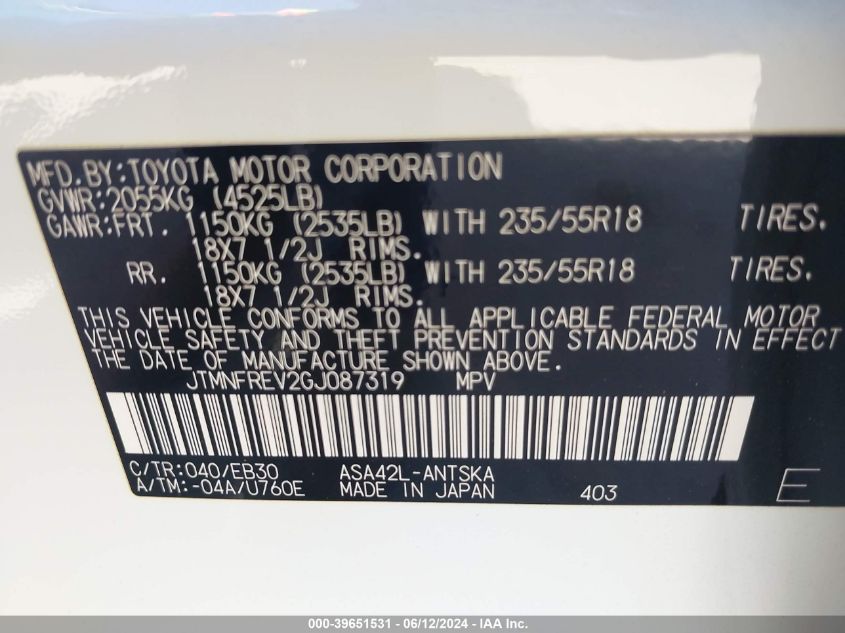 MFD.BY:TOYOTA MOTOR CORPORATION
GVWR:2055KG (4525LB)
GAWR:FRT. 1150KG (2535LB) WITH 235/55R18 TIRES.
18X7 1/2J RIMS.
RR. 1150KG (2535LB) WITH 235/55R18 TIRES.
18X7 1/2J RIMS.
THIS VEHICLE CONFORMS TO ALL APPLICABLE FEDERAL MOTOR
VEHICLE SAFETY AND THEFT PREVENTION STANDARDS IN EFFECT
THE DATE OF MANUFACTURE SHOWN ABOVE.
JTMNFREV2GJ087319 MPV
C/TR:040/EB30 ASA42L-ANTSKA
A/TM:-04A/U760E MADE IN JAPAN 403 E
000-39651531 - 06/12/2024 - IAA Inc.